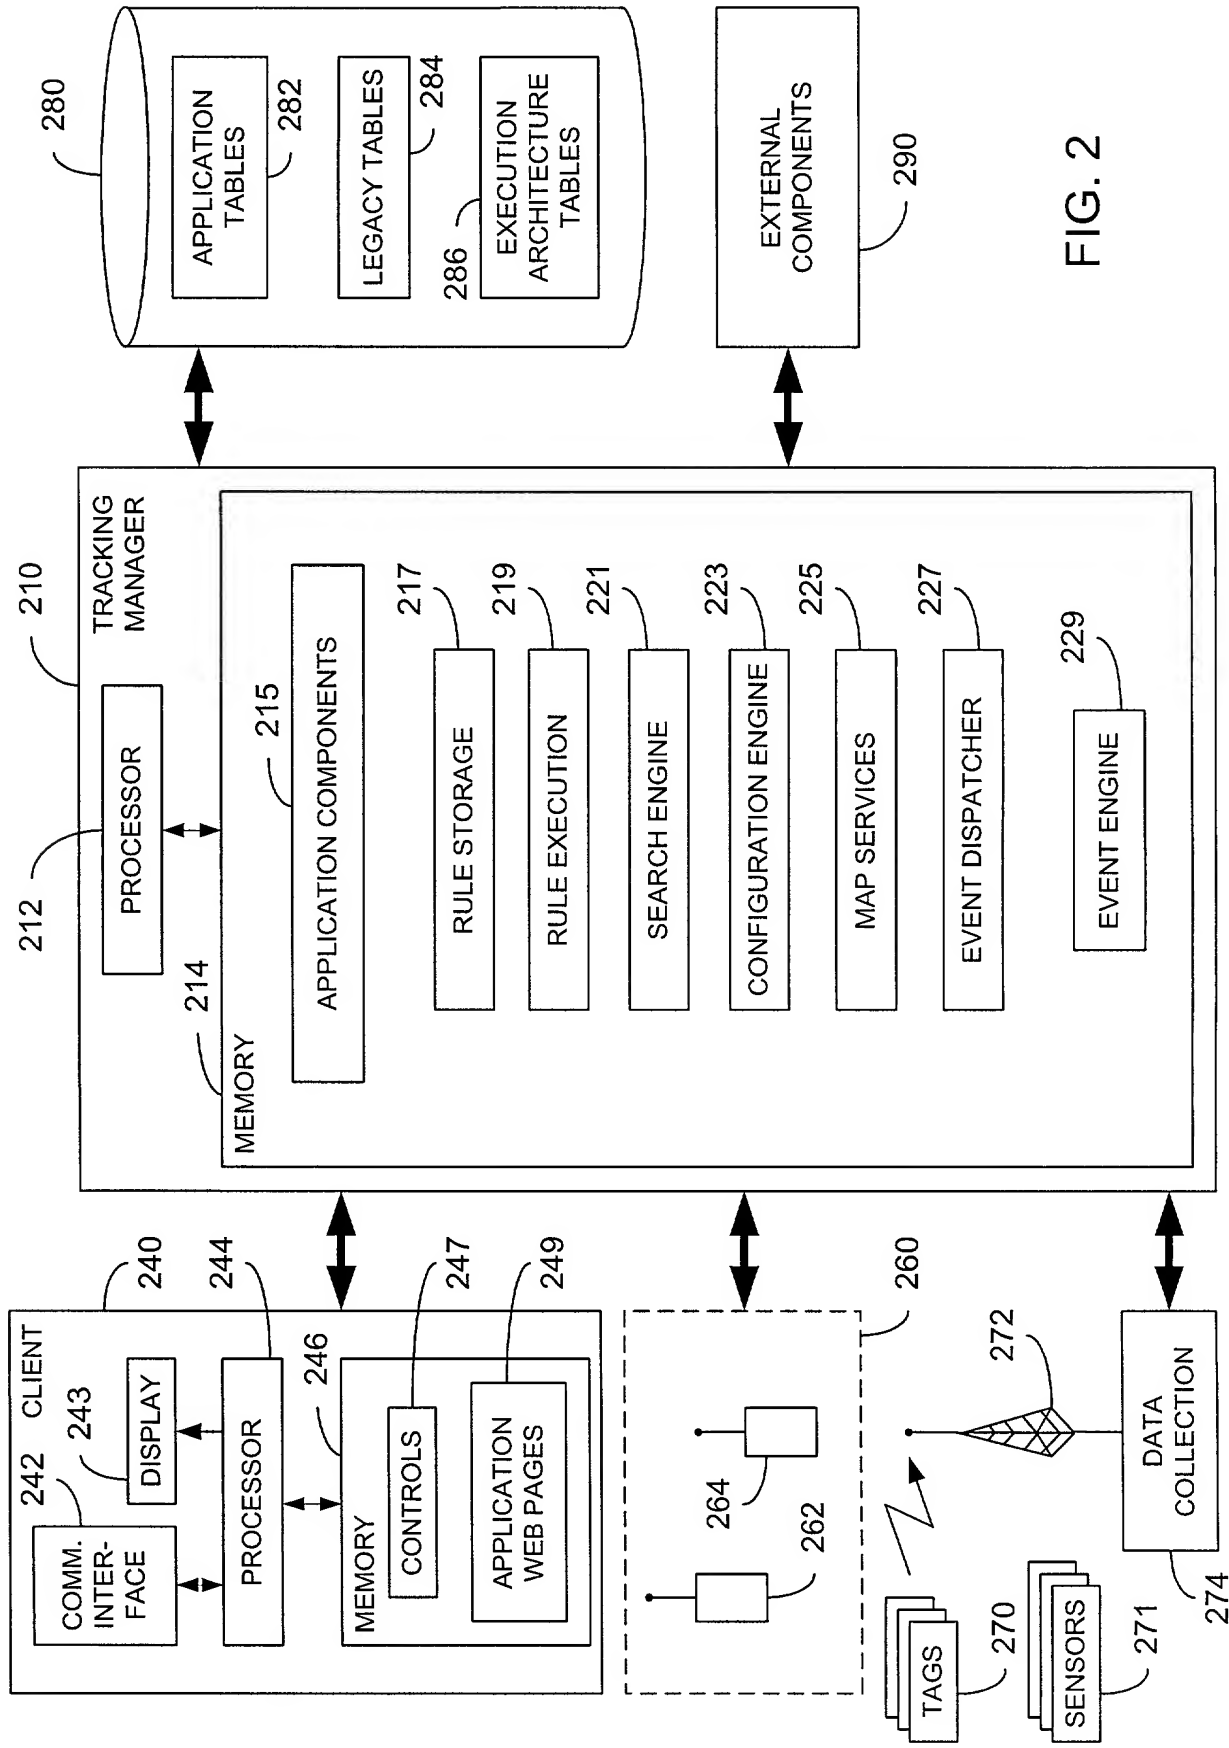 CLIENT
240
242
COMM.
INTER-
FACE
243
DISPLAY
244
PROCESSOR
246
MEMORY
247
CONTROLS
249
APPLICATION
WEB PAGES
260
262
264
TAGS
270
SENSORS
271
272
DATA
COLLECTION
274
210
TRACKING
MANAGER
212
PROCESSOR
214
MEMORY
215
APPLICATION COMPONENTS
217
RULE STORAGE
219
RULE EXECUTION
221
SEARCH ENGINE
223
CONFIGURATION ENGINE
225
MAP SERVICES
227
EVENT DISPATCHER
229
EVENT ENGINE
280
APPLICATION
TABLES
282
LEGACY TABLES
284
286
EXECUTION
ARCHITECTURE
TABLES
EXTERNAL
COMPONENTS
290
FIG. 2